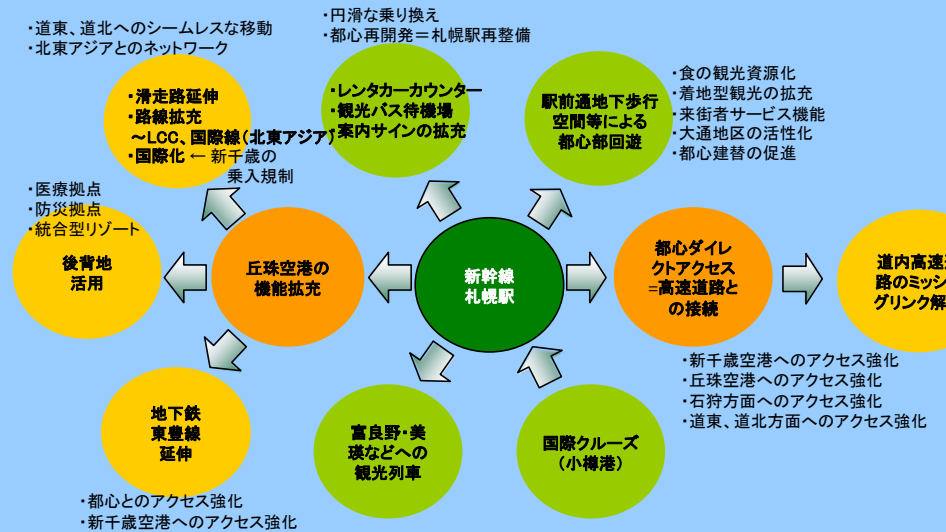 ・道東、道北へのシームレスな移動
・北東アジアとのネットワーク
・円滑な乗り換え
・都心再開発＝札幌駅再整備
・滑走路延伸
・路線拡充
～LCC、国際線（北東アジア）
・国際化 ← 新千歳の
乗入規制
・レンタカーカウンター
・観光バス待機場
・案内サインの拡充
駅前通地下歩行
空間等による
都心部回遊
・食の観光資源化
・着地型観光の拡充
・来街者サービス機能
・大通地区の活性化
・都心建替の促進
・医療拠点
・防災拠点
・統合型リゾート
後背地
活用
丘珠空港の
機能拡充
新幹線
札幌駅
都心ダイレ
クトアクセス
=高速道路と
の接続
道内高速道
路のミッシ
グリンク解
・新千歳空港へのアクセス強化
・丘珠空港へのアクセス強化
・石狩方面へのアクセス強化
・道東、道北方面へのアクセス強化
地下鉄
東豊線
延伸
・都心とのアクセス強化
・新千歳空港へのアクセス強化
富良野・美
瑛などへの
観光列車
国際クルーズ
（小樽港）